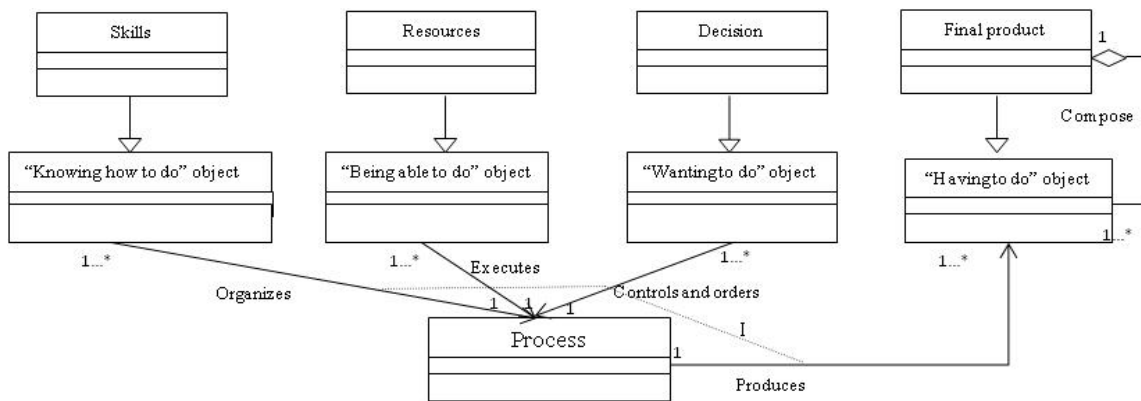 Skills
Resources
Decision
Final product
1
Compose
“Knowing how to do” object
“Being able to do” object
“Wantingto do” object
“Havingto do” object
1...*
1...*
1...*
1...*
1...*
Executes
Organizes
Controls and orders
1
1
1
Process
I
1
Produces